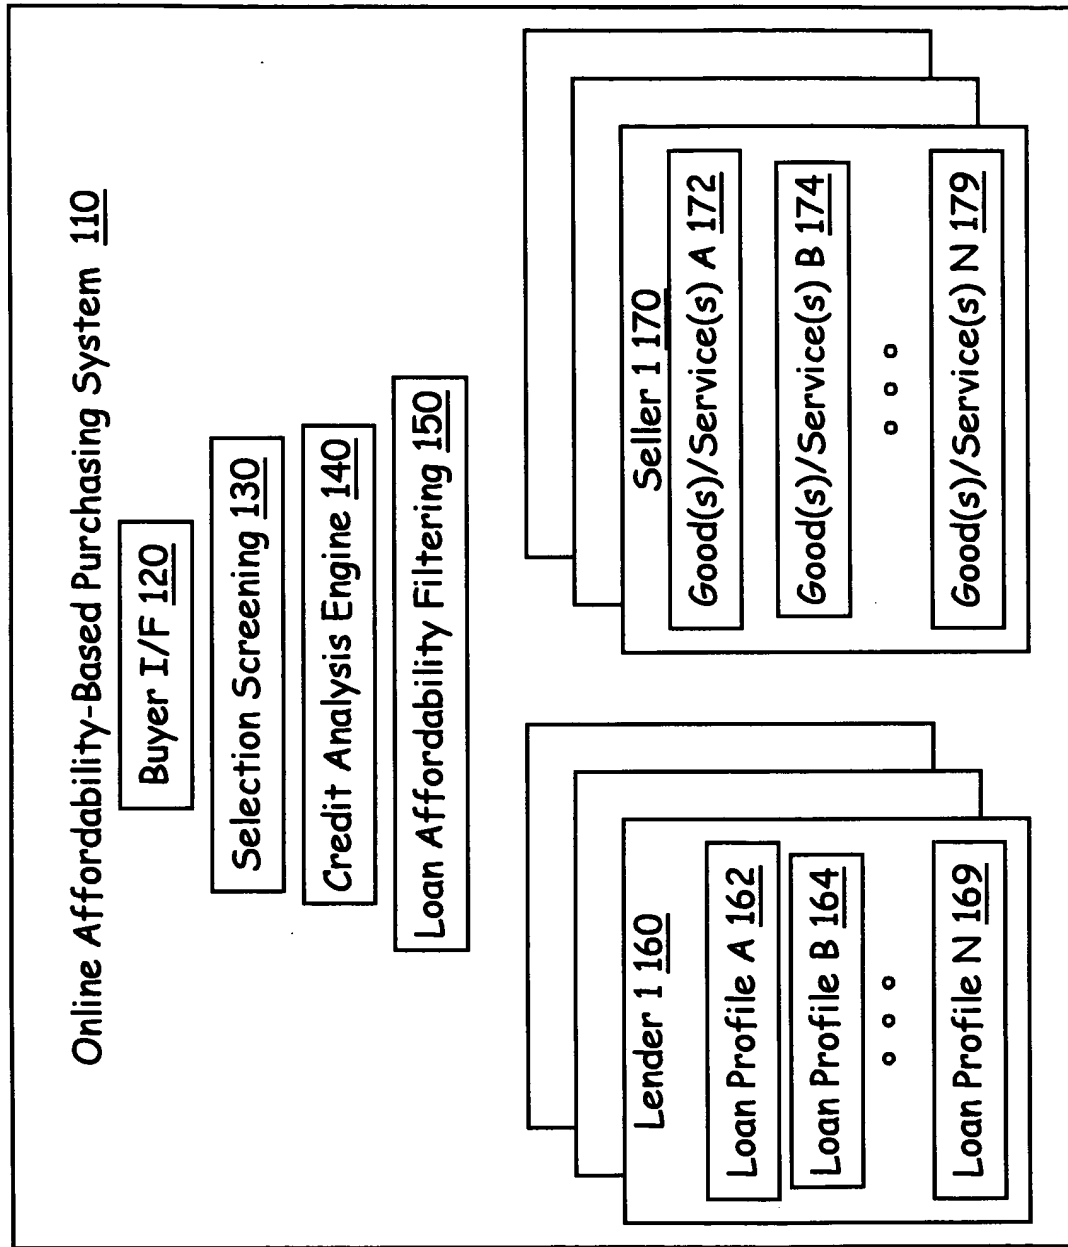 Online Affordability-Based Purchasing System 110
Buyer I/F 120
Selection Screening 130
Credit Analysis Engine 140
Loan Affordability Filtering 150
Lender 1 160
Loan Profile A 162
Loan Profile B 164
Loan Profile N 169
Seller 1 170
Good(s)/Service(s) A 172
Good(s)/Service(s) B 174
Good(s)/Service(s) N 179